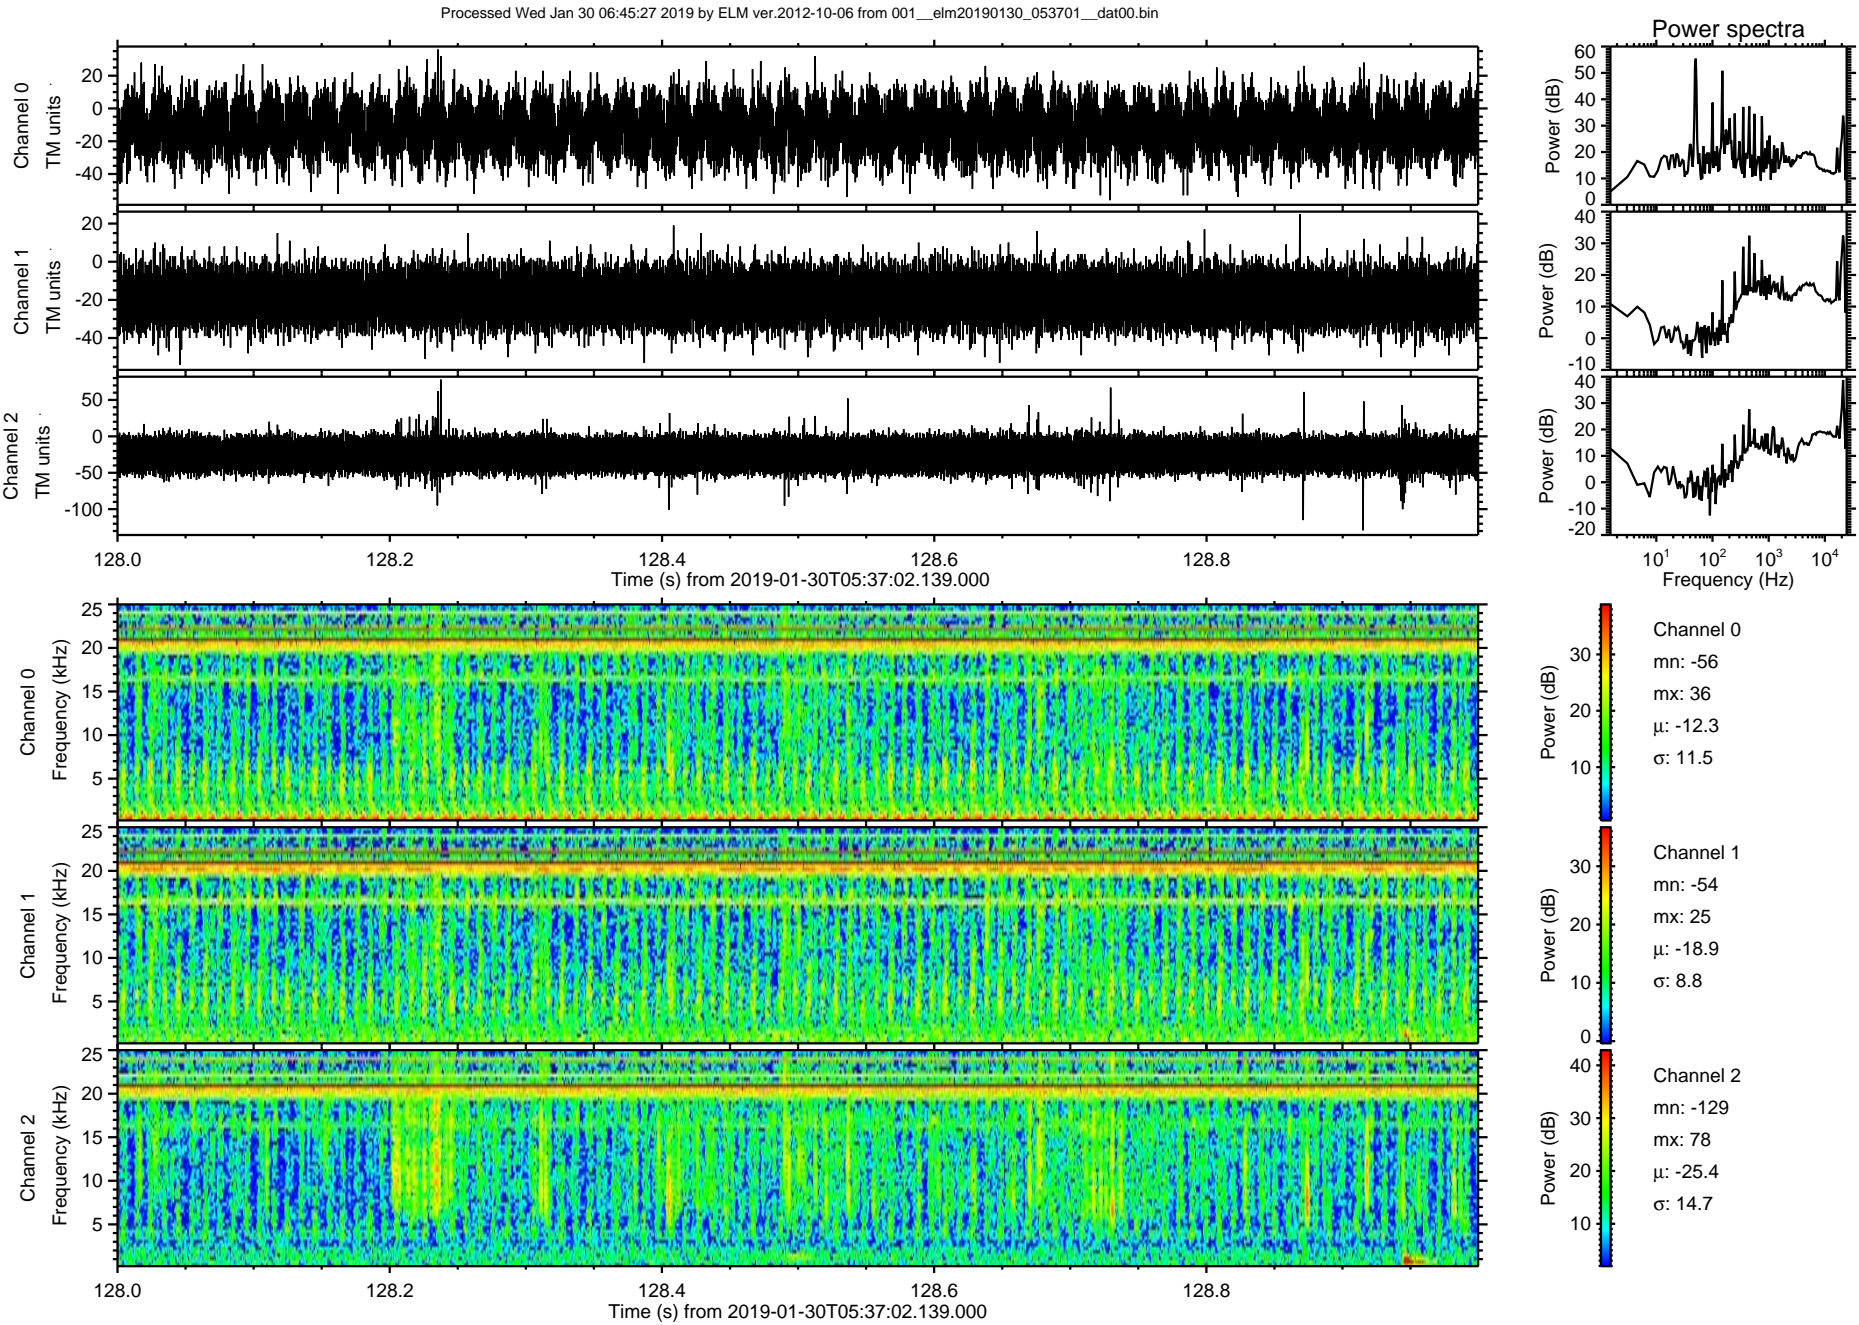 Processed Wed Jan 30 06:45:27 2019 by ELM ver.2012-10-06 from 001__elm20190130_053701__dat00.bin
Power spectra
Channel 0
TM units
20
0
-20
-40
Power (dB)
60
50
40
30
20
10
0
Channel 1
TM units
20
0
-20
-40
Power (dB)
40
30
20
10
0
-10
Channel 2
TM units
50
0
-50
-100
Power (dB)
40
30
20
10
0
-10
-20
128.0 128.2 128.4 128.6 128.8
Time (s) from 2019-01-30T05:37:02.139.000
10^1 10^2 10^3 10^4
Frequency (Hz)
Channel 0
Frequency (kHz)
25
20
15
10
5
Power (dB)
30
20
10
Channel 0
mn: -56
mx: 36
μ: -12.3
σ: 11.5
Channel 1
Frequency (kHz)
25
20
15
10
5
Power (dB)
30
20
10
0
Channel 1
mn: -54
mx: 25
μ: -18.9
σ: 8.8
Channel 2
Frequency (kHz)
25
20
15
10
5
Power (dB)
40
30
20
10
Channel 2
mn: -129
mx: 78
μ: -25.4
σ: 14.7
128.0 128.2 128.4 128.6 128.8
Time (s) from 2019-01-30T05:37:02.139.000